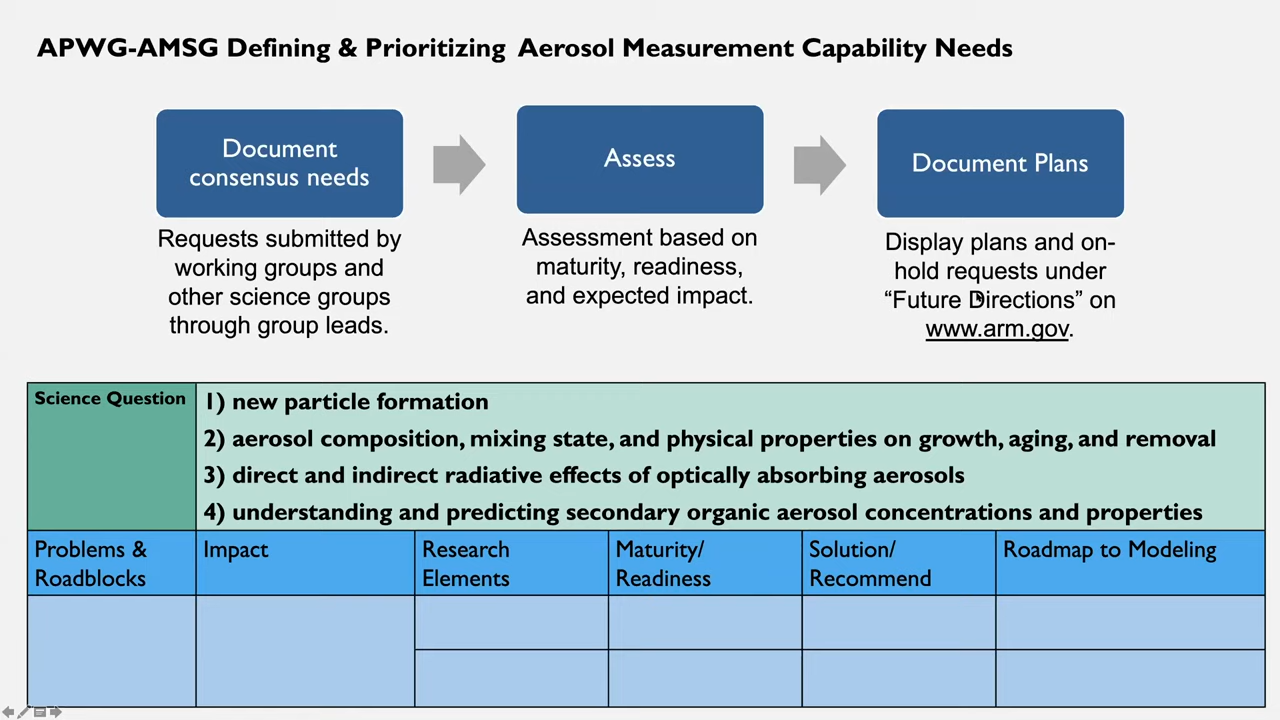 APWG-AMSG Defining & Prioritizing Aerosol Measurement Capability Needs
Document
consensus needs
Requests submitted by
working groups and
other science groups
through group leads.
Assess
Assessment based on
maturity, readiness,
and expected impact.
Document Plans
Display plans and on-
hold requests under
“Future Directions” on
www.arm.gov.
Science Question
1) new particle formation
2) aerosol composition, mixing state, and physical properties on growth, aging, and removal
3) direct and indirect radiative effects of optically absorbing aerosols
4) understanding and predicting secondary organic aerosol concentrations and properties
Problems &
Roadblocks
Impact
Research
Elements
Maturity/
Readiness
Solution/
Recommend
Roadmap to Modeling